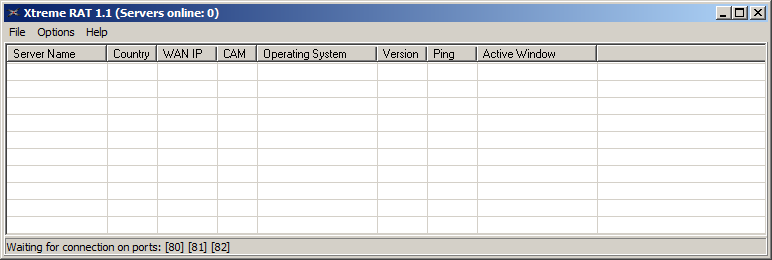 Xtreme RAT 1.1 (Servers online: 0)
File Options Help
Server Name Country WAN IP CAM Operating System Version Ping Active Window
Waiting for connection on ports: [80] [81] [82]